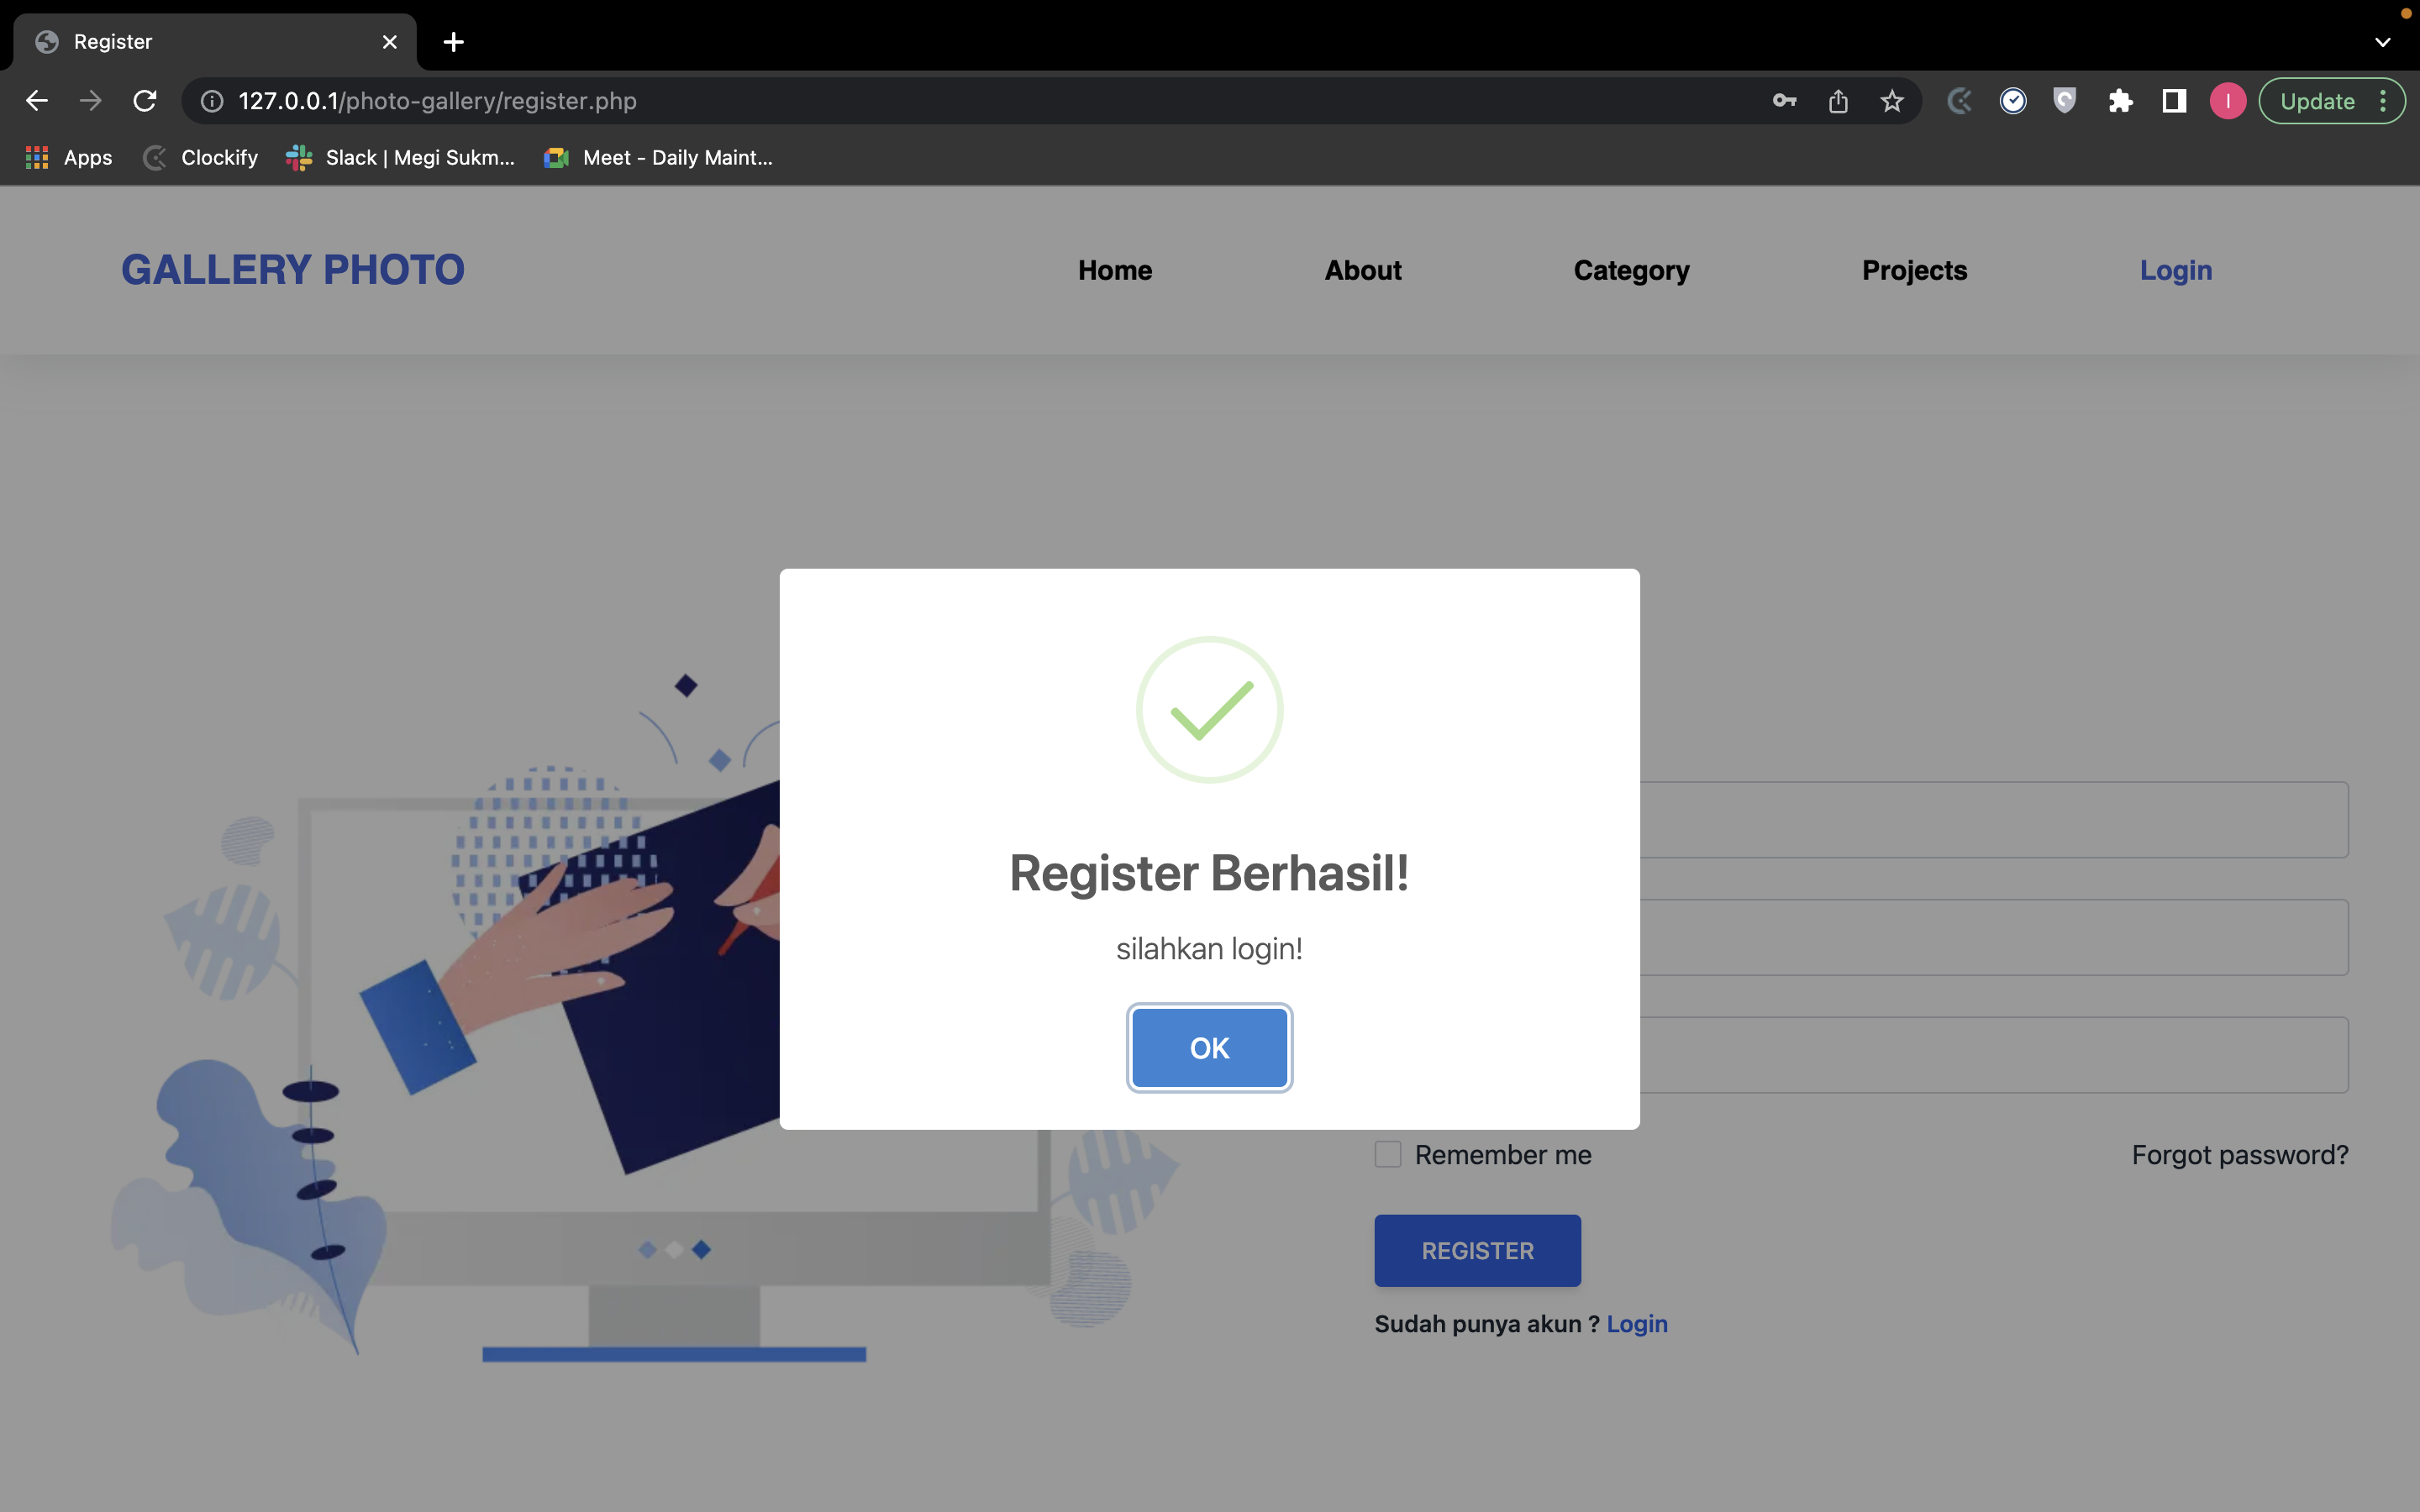 Register
127.0.0.1/photo-gallery/register.php
I
Update
Apps
Clockify
Slack | Megi Sukm...
Meet - Daily Maint...
GALLERY PHOTO
Home
About
Category
Projects
Login
Register Berhasil!
silahkan login!
OK
Remember me
Forgot password?
REGISTER
Sudah punya akun ? Login